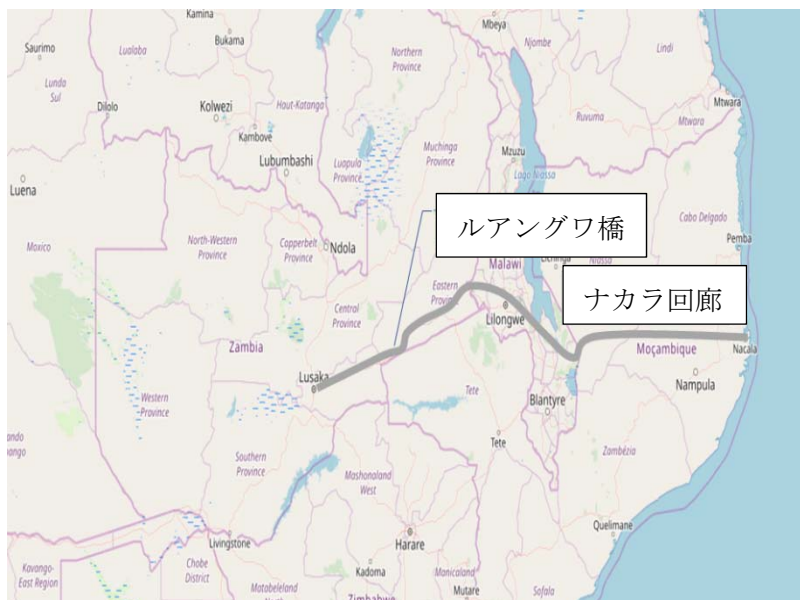 Kamina
Mbeya
Saurimo
Lualaba
Bukama
Northern
Province
Njombe
Lindi
Lunda
Sul
Dilolo
Kolwezi
Haut-Katanga
Mtwara
Kambove
Luapula
Province
Muchinga
Province
Ruvuma
Mtwara
Lubumbashi
Mzuzu
Luena
Lago Niassa
ルアングワ橋
Cabo Delgado
North-Western
Province
Copperbelt
Province
Ndola
Pemba
Moxico
Malawi
Niassa
Central
Province
Eastern
ナカラ回廊
Lilongwe
Zambia
Moçambique
Nacala
Lusaka
Nampula
Western
Province
Tete
Blantyre
Tete
Southern
Province
Zambézia
Mashonaland
West
Quelimane
Livingstone
Harare
Kavango-
East Region
Chobe
District
Kadoma
Manicaland
Matabeleland
Mutare
Sofala
Zimbabwe